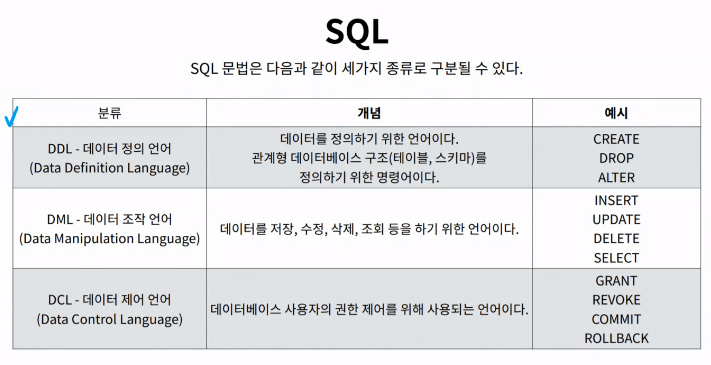 SQL
SQL 문법은 다음과 같이 세가지 종류로 구분될 수 있다.
분류 개념 예시
DDL - 데이터 정의 언어
(Data Definition Language)
데이터를 정의하기 위한 언어이다.
관계형 데이터베이스 구조(테이블, 스키마)를
정의하기 위한 명령어이다.
CREATE
DROP
ALTER
DML - 데이터 조작 언어
(Data Manipulation Language)
데이터를 저장, 수정, 삭제, 조회 등을 하기 위한 언어이다.
INSERT
UPDATE
DELETE
SELECT
DCL - 데이터 제어 언어
(Data Control Language)
데이터베이스 사용자의 권한 제어를 위해 사용되는 언어이다.
GRANT
REVOKE
COMMIT
ROLLBACK